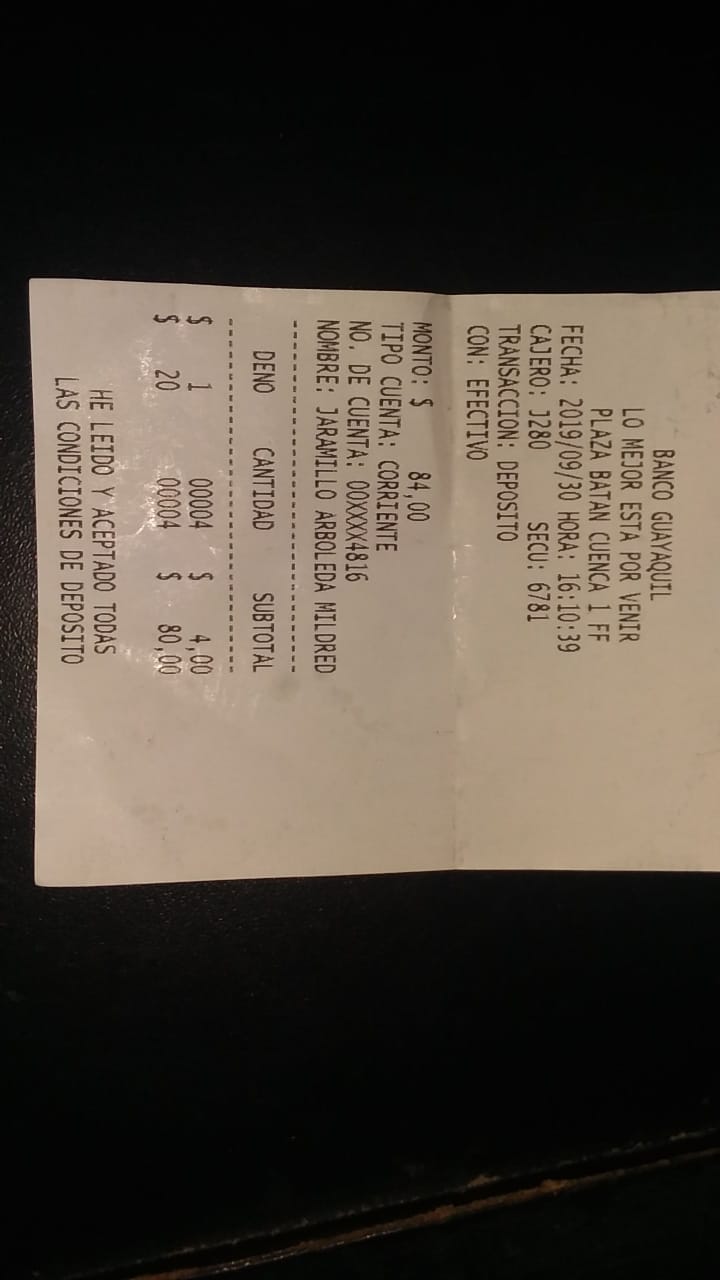 BANCO GUAYAQUIL
LO MEJOR ESTA POR VENIR
PLAZA BATAN CUENCA 1 FF
FECHA: 2019/09/30 HORA: 16:10:39
CAJERO: J280 SECU: 6781
TRANSACCION: DEPOSITO
CON: EFECTIVO
MONTO: $ 84,00
TIPO CUENTA: CORRIENTE
NO. DE CUENTA: 00XXXX4816
NOMBRE: JARAMILLO ARBOLEDA MILDRED
----------------------------------
DENO CANTIDAD SUBTOTAL
----------------------------------
$ 1 00004 $ 4,00
$ 20 00004 $ 80,00
HE LEIDO Y ACEPTADO TODAS
LAS CONDICIONES DE DEPOSITO